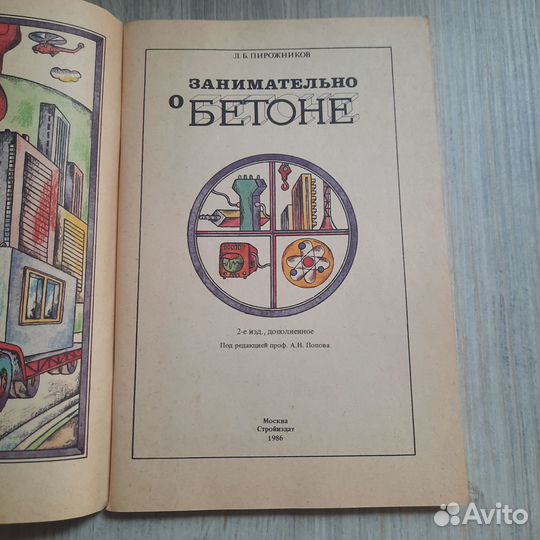 Л. Б. ПИРОЖНИКОВ
ЗАНИМАТЕЛЬНО
О БЕТОНЕ
2-е изд., дополненное
Под редакцией проф. А.Н. Попова
Москва
Стройиздат
1986
Avito